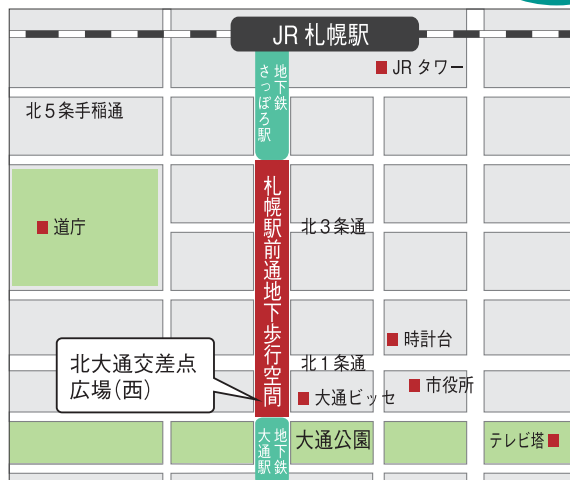 JR 札幌駅
JR タワー
地下鉄
さっぽろ駅
北5条手稲通
札幌駅前通地下歩行空間
道庁
北3条通
時計台
北1条通
北大通交差点
広場(西)
市役所
大通ビッセ
地下鉄
大通駅
大通公園
テレビ塔